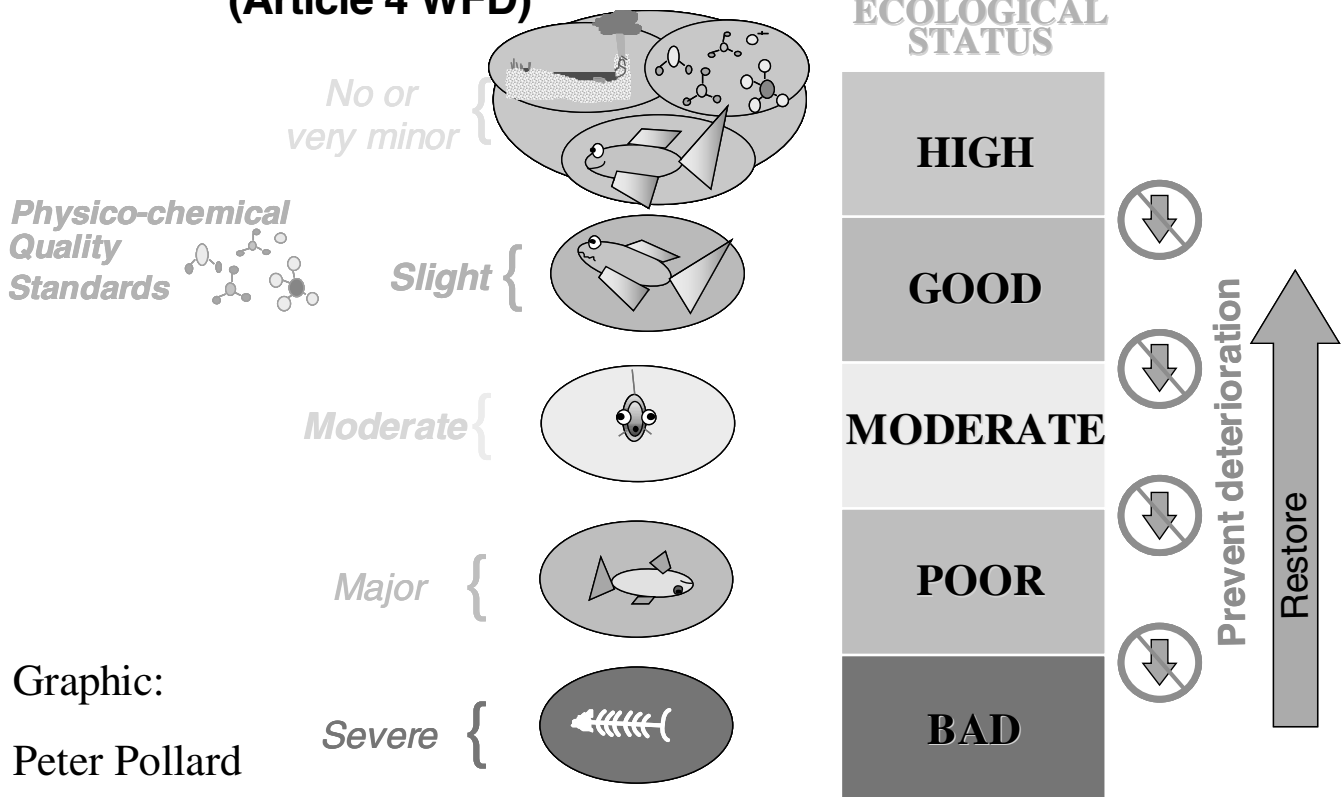 (Article 4 WFD)
ECOLOGICAL
STATUS
No or
very minor
HIGH
Physico-chemical
Quality
Standards
Slight
GOOD
Moderate
MODERATE
Major
POOR
Severe
BAD
Prevent deterioration
Restore
Graphic:
Peter Pollard